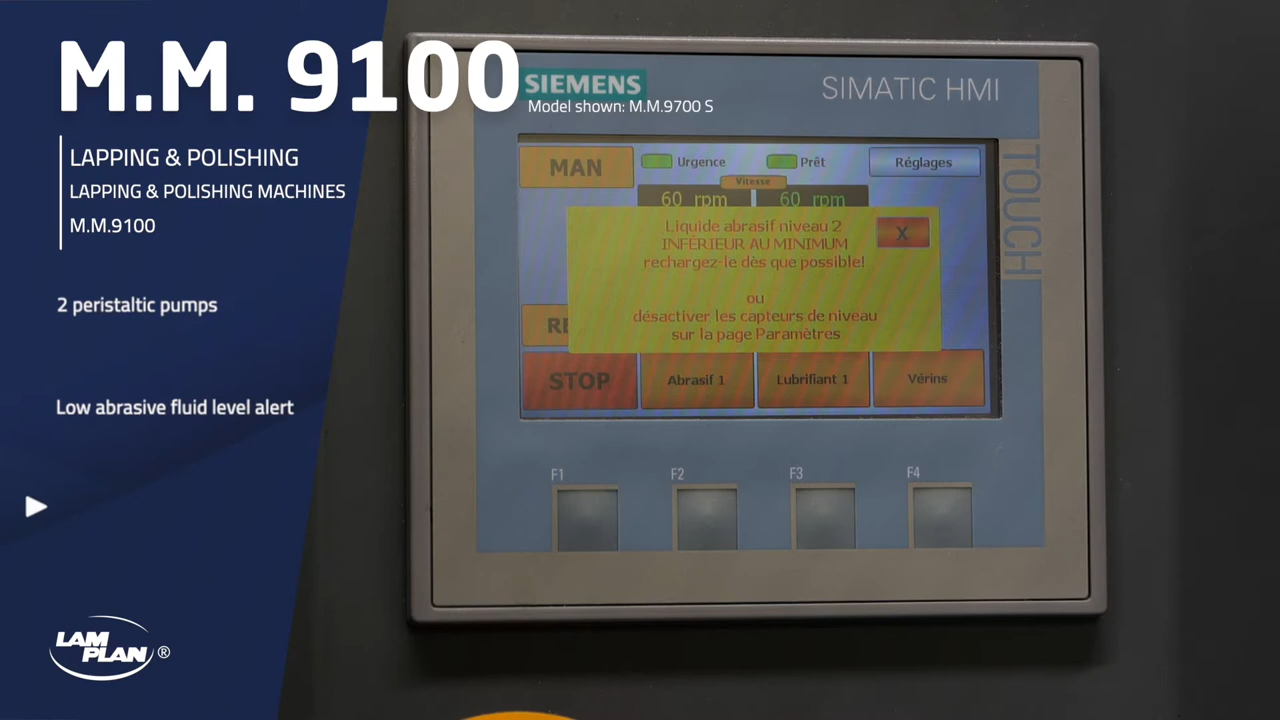 M.M. 9100
LAPPING & POLISHING
LAPPING & POLISHING MACHINES
M.M.9100
2 peristaltic pumps
Low abrasive fluid level alert
LAM
PLAN ®
SIEMENS
Model shown: M.M.9700 S
SIMATIC HMI
TOUCH
MAN
Urgence
Prêt
Réglages
Vitesse
60 rpm
60 rpm
Liquide abrasif niveau 2
INFÉRIEUR AU MINIMUM
rechargez-le dès que possible!
X
ou
désactiver les capteurs de niveau
sur la page Paramètres
STOP
Abrasif 1
Lubrifiant 1
Vérins
F1
F2
F3
F4